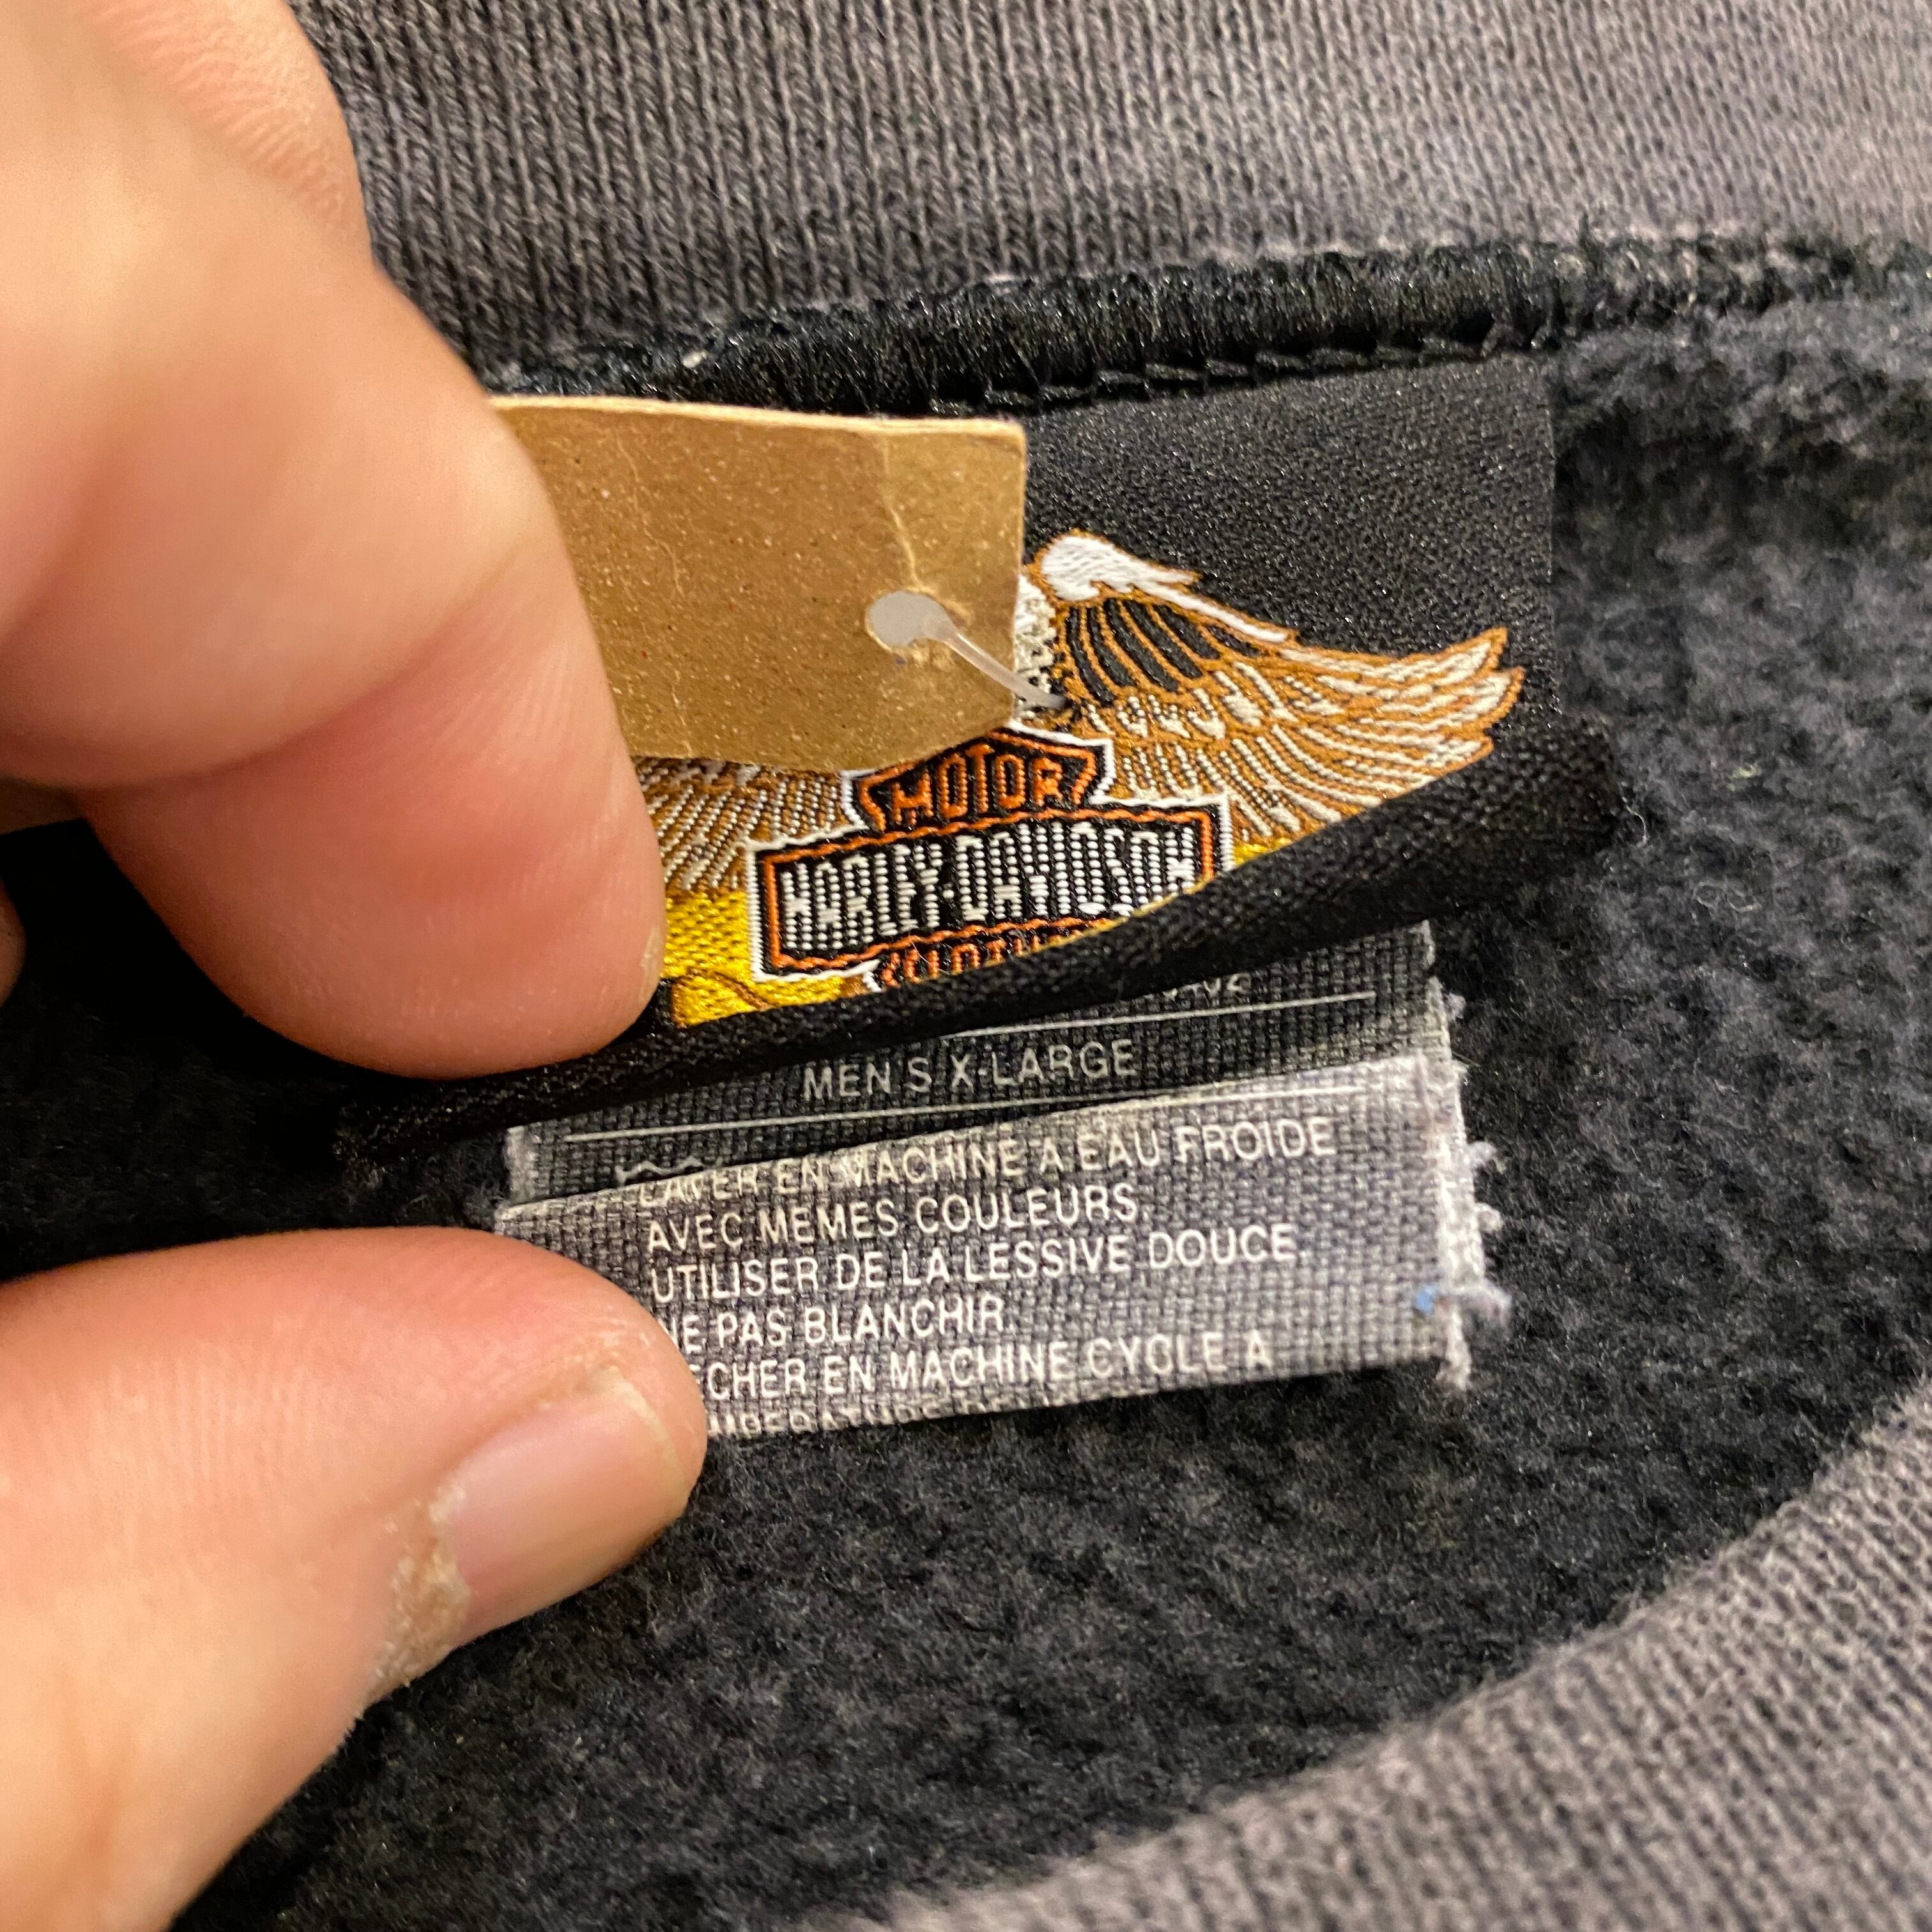 MOTOR
HARLEY-DAVIDSON
MEN S X-LARGE
LAVER EN MACHINE A EAU FROIDE
AVEC MEMES COULEURS.
UTILISER DE LA LESSIVE DOUCE.
NE PAS BLANCHIR.
ECHER EN MACHINE CYCLE A